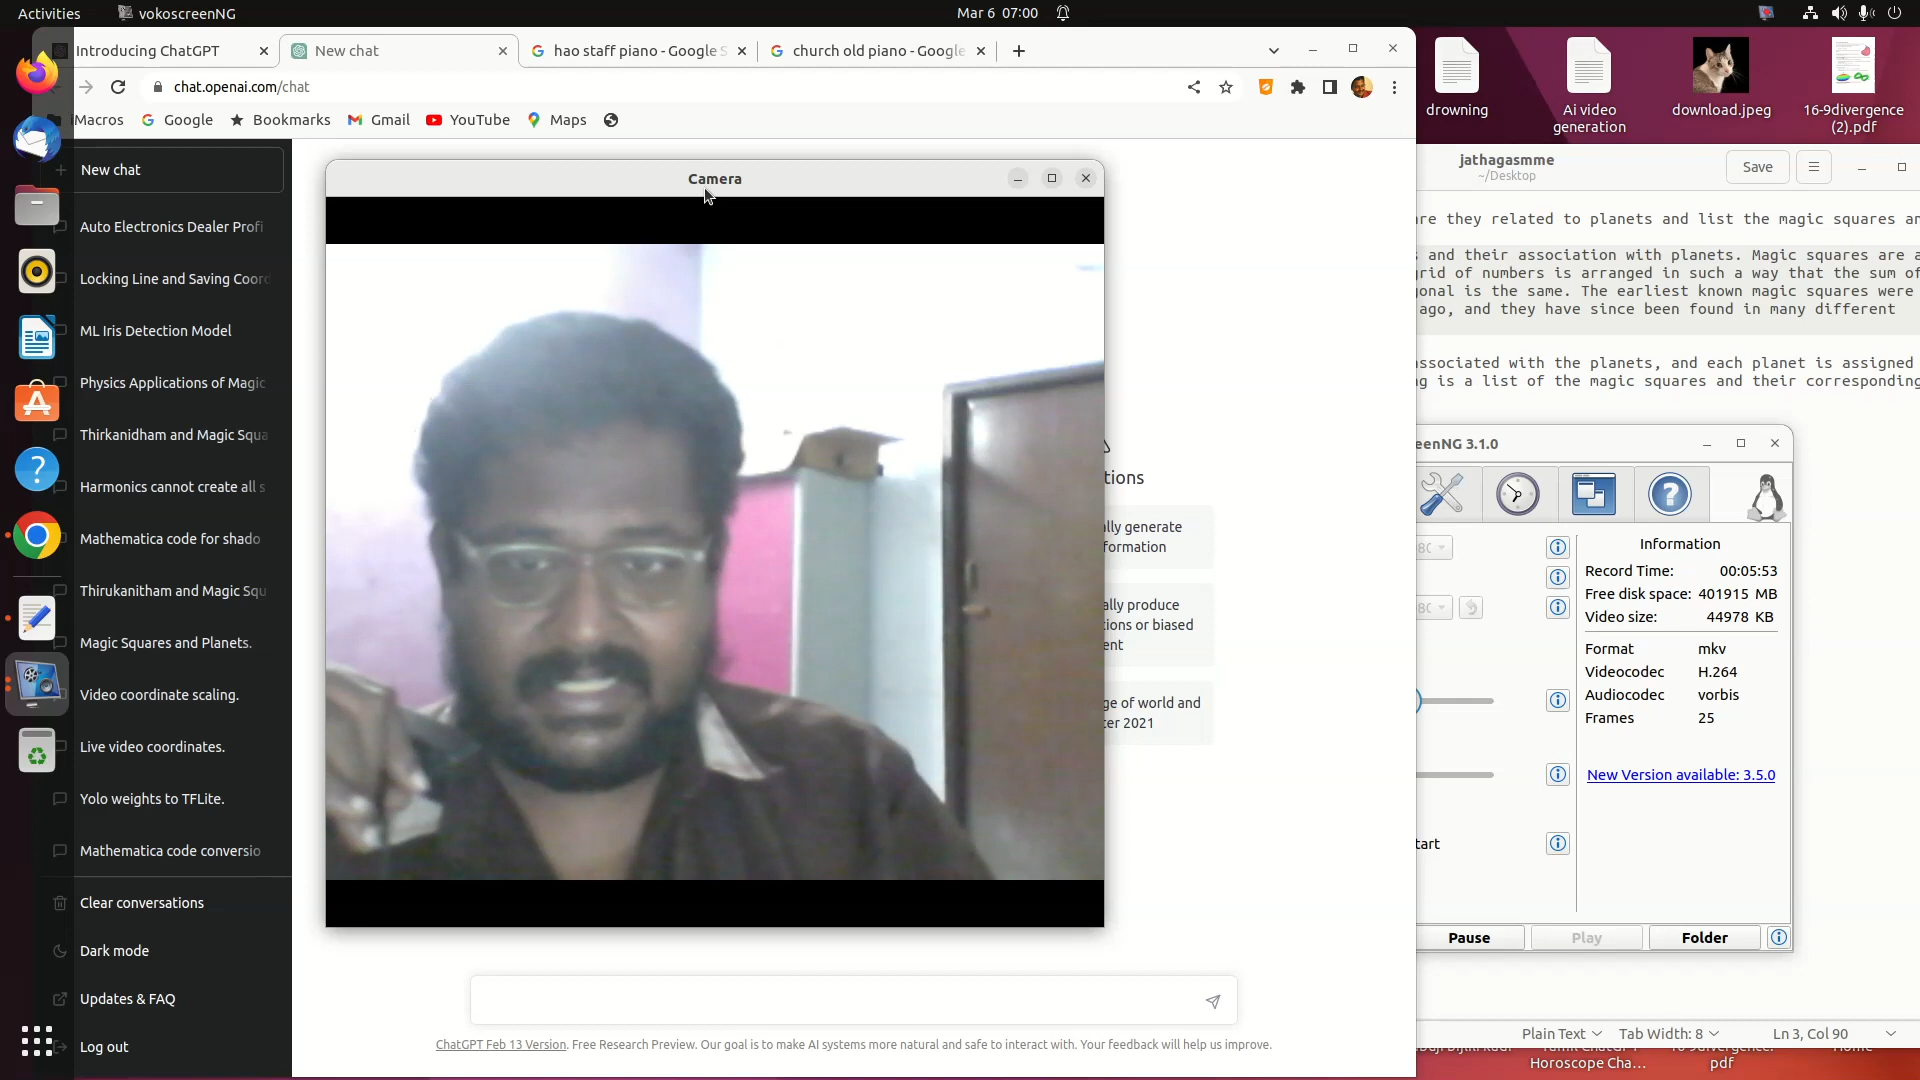 Activities
vokoscreenNG
Mar 6 07:00
Introducing ChatGPT
New chat
hao staff piano - Google S
church old piano - Google
chat.openai.com/chat
Macros
Google
Bookmarks
Gmail
YouTube
Maps
New chat
Auto Electronics Dealer Profi
Locking Line and Saving Coord
ML Iris Detection Model
Physics Applications of Magic
Thirkanidham and Magic Squa
Harmonics cannot create all s
Mathematica code for shado
Thirukanitham and Magic Squ
Magic Squares and Planets.
Video coordinate scaling.
Live video coordinates.
Yolo weights to TFLite.
Mathematica code conversio
Clear conversations
Dark mode
Updates & FAQ
Log out
Camera
tions
ally generate
formation
ally produce
tions or biased
ent
ge of world and
er 2021
ChatGPT Feb 13 Version. Free Research Preview. Our goal is to make AI systems more natural and safe to interact with. Your feedback will help us improve.
drowning
Ai video
generation
download.jpeg
16-9divergence
(2).pdf
jathagasmme
~/Desktop
Save
re they related to planets and list the magic squares an
s and their association with planets. Magic squares are a
grid of numbers is arranged in such a way that the sum of
gonal is the same. The earliest known magic squares were
ago, and they have since been found in many different
associated with the planets, and each planet is assigned
ng is a list of the magic squares and their corresponding
eenNG 3.1.0
Information
Record Time: 00:05:53
Free disk space: 401915 MB
Video size: 44978 KB
Format mkv
Videocodec H.264
Audiocodec vorbis
Frames 25
New Version available: 3.5.0
tart
Pause
Play
Folder
Plain Text
Tab Width: 8
Ln 3, Col 90
Horoscope Cha...
pdf